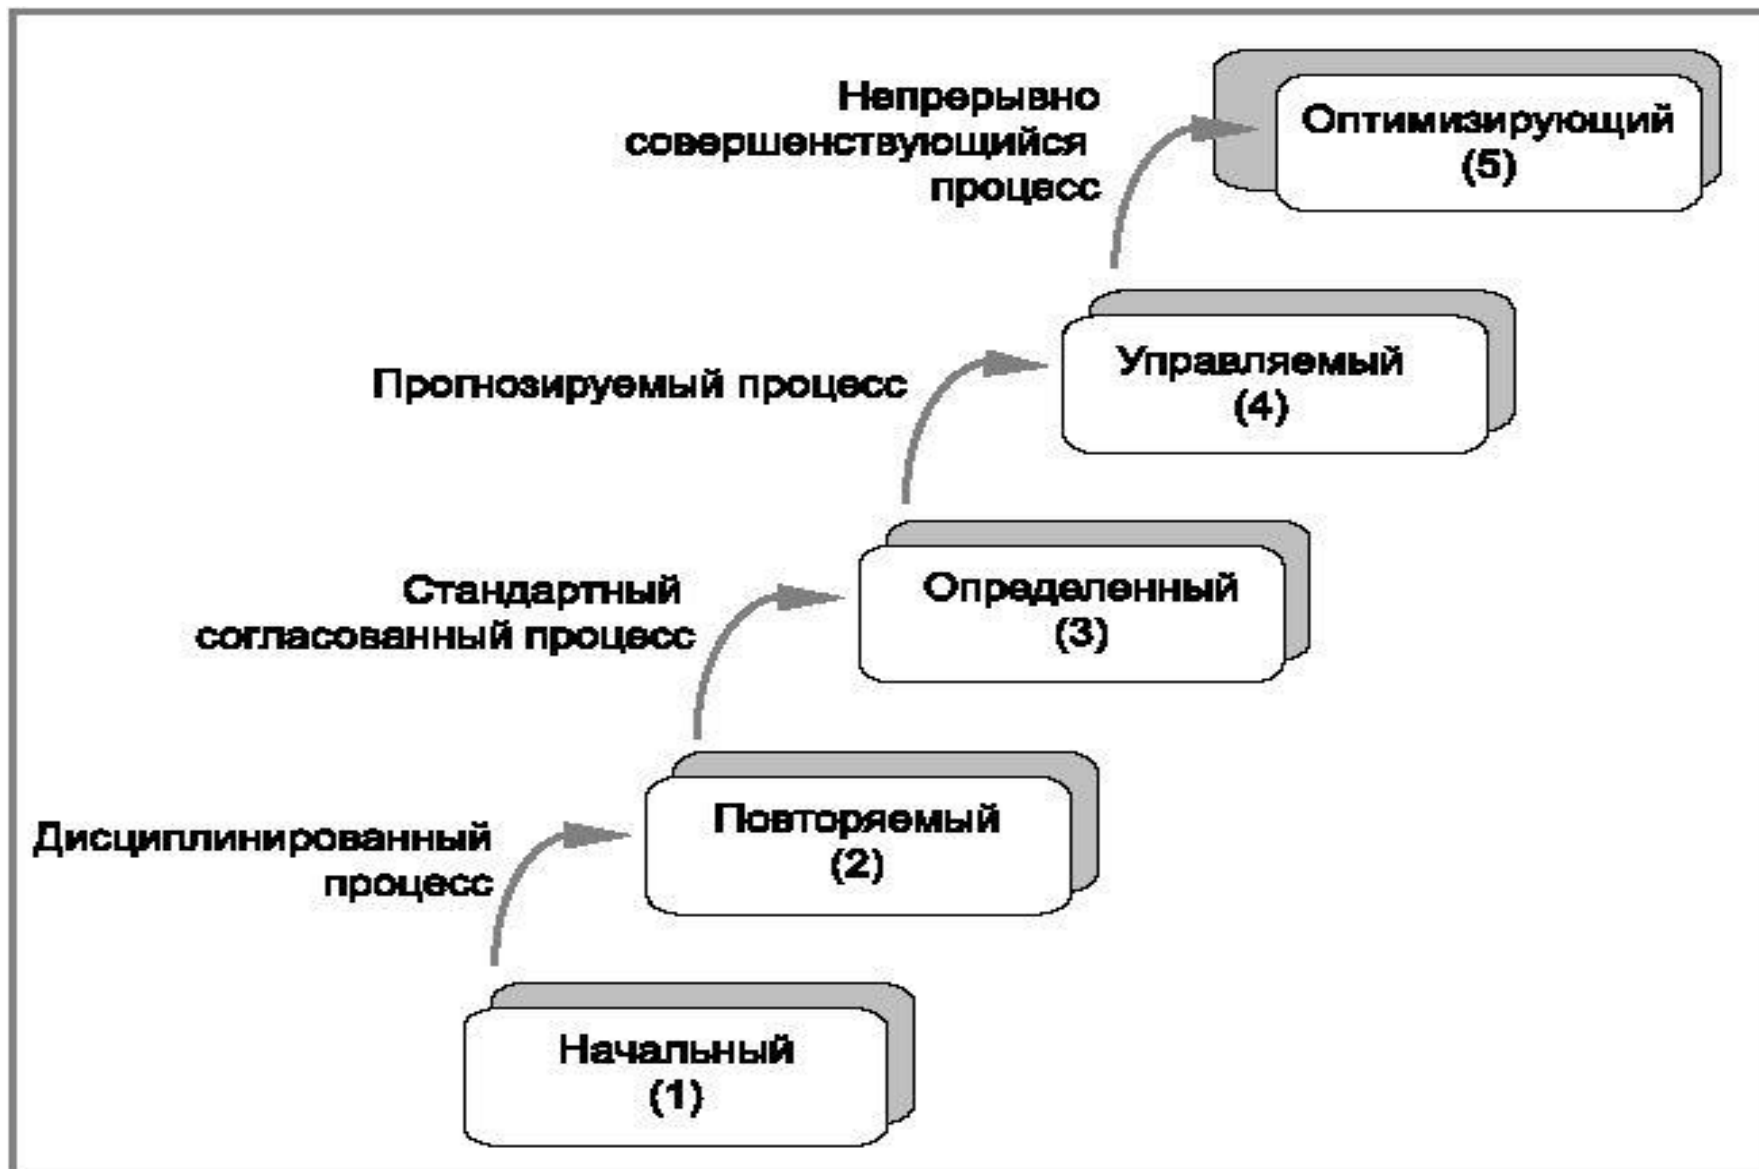 Непрерывно
совершенствующийся
процесс
Оптимизирующий
(5)
Прогнозируемый процесс
Управляемый
(4)
Стандартный
согласованный процесс
Определенный
(3)
Дисциплинированный
процесс
Повторяемый
(2)
Начальный
(1)